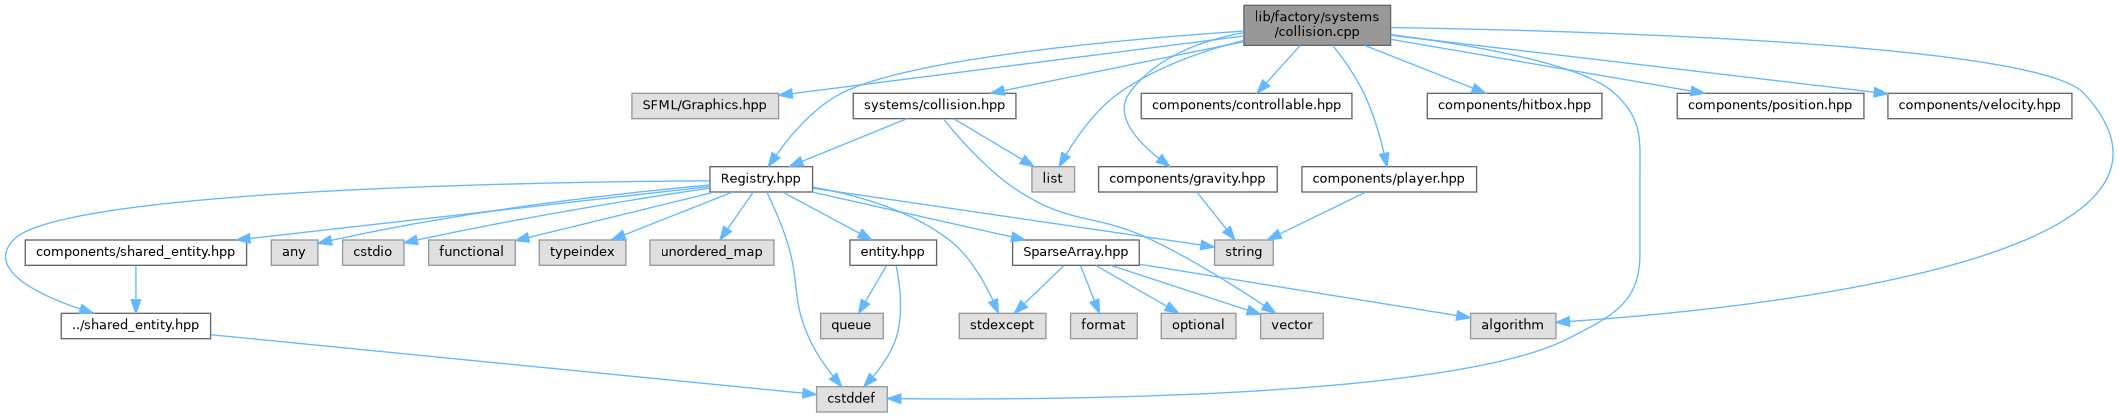 lib/factory/systems
/collision.cpp
SFML/Graphics.hpp
systems/collision.hpp
components/controllable.hpp
components/hitbox.hpp
components/position.hpp
components/velocity.hpp
Registry.hpp
list
components/gravity.hpp
components/player.hpp
components/shared_entity.hpp
any
cstdio
functional
typeindex
unordered_map
entity.hpp
SparseArray.hpp
string
../shared_entity.hpp
queue
stdexcept
format
optional
vector
algorithm
cstddef